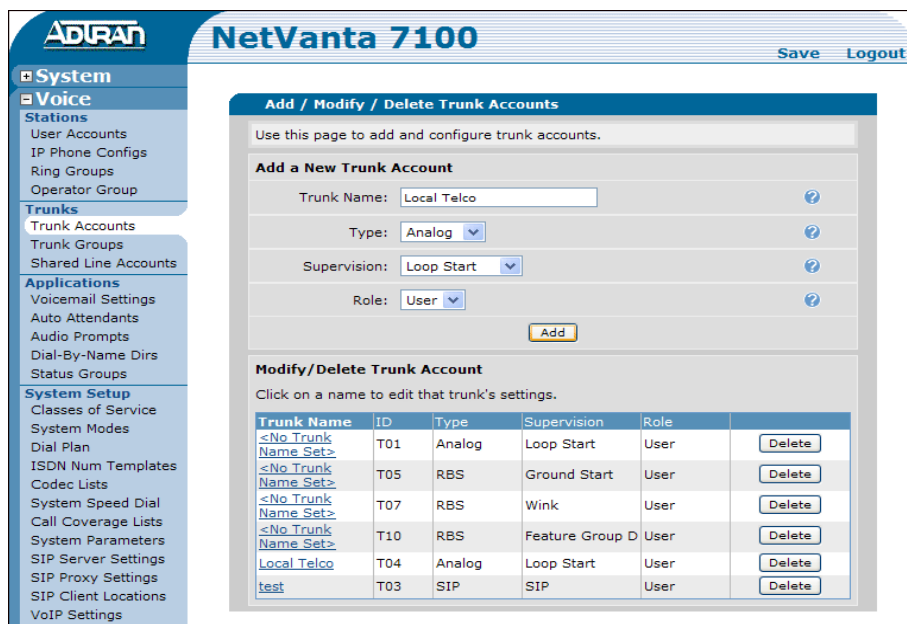 ADTRAN
NetVanta 7100
Save Logout
System
Voice
Stations
User Accounts
IP Phone Configs
Ring Groups
Operator Group
Trunks
Trunk Accounts
Trunk Groups
Shared Line Accounts
Applications
Voicemail Settings
Auto Attendants
Audio Prompts
Dial-By-Name Dirs
Status Groups
System Setup
Classes of Service
System Modes
Dial Plan
ISDN Num Templates
Codec Lists
System Speed Dial
Call Coverage Lists
System Parameters
SIP Server Settings
SIP Proxy Settings
SIP Client Locations
VoIP Settings
Add / Modify / Delete Trunk Accounts
Use this page to add and configure trunk accounts.
Add a New Trunk Account
Trunk Name: Local Telco ?
Type: Analog ?
Supervision: Loop Start ?
Role: User ?
Add
Modify/Delete Trunk Account
Click on a name to edit that trunk's settings.
Trunk Name ID Type Supervision Role
<No Trunk
Name Set> T01 Analog Loop Start User Delete
<No Trunk
Name Set> T05 RBS Ground Start User Delete
<No Trunk
Name Set> T07 RBS Wink User Delete
<No Trunk
Name Set> T10 RBS Feature Group D User Delete
Local Telco T04 Analog Loop Start User Delete
test T03 SIP SIP User Delete